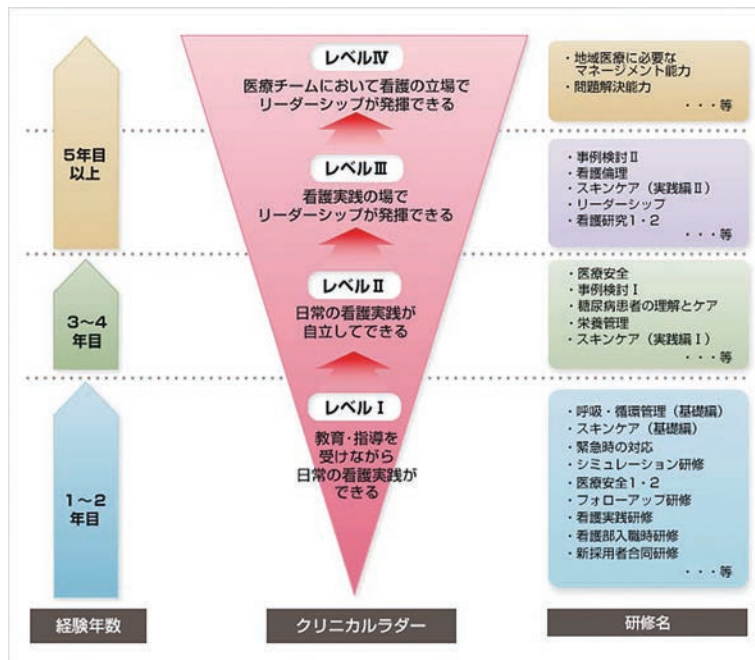 レベルⅣ
医療チームにおいて看護の立場で
リーダーシップが発揮できる
・地域医療に必要な
マネージメント能力
・問題解決能力
・・・等
5年目
以上
レベルⅢ
看護実践の場で
リーダーシップが発揮できる
・事例検討Ⅱ
・看護倫理
・スキンケア（実践編Ⅱ）
・リーダーシップ
・看護研究1・2
・・・等
3〜4
年目
レベルⅡ
日常の看護実践が
自立してできる
・医療安全
・事例検討Ⅰ
・糖尿病患者の理解とケア
・栄養管理
・スキンケア（実践編Ⅰ）
・・・等
1〜2
年目
レベルⅠ
教育・指導を
受けながら
日常の看護実践が
できる
・呼吸・循環管理（基礎編）
・スキンケア（基礎編）
・緊急時の対応
・シミュレーション研修
・医療安全1・2
・フォローアップ研修
・看護実践研修
・看護部入職時研修
・新採用者合同研修
・・・等
経験年数
クリニカルラダー
研修名